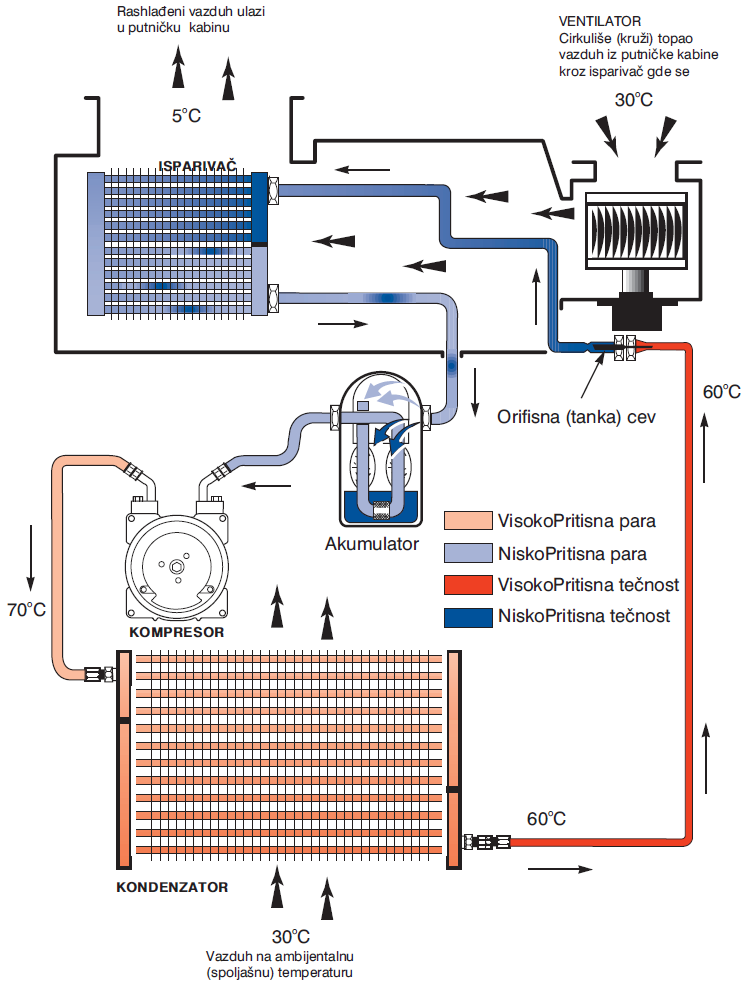 Rashlađeni vazduh ulazi
u putničku kabinu
VENTILATOR
Cirkuliše (kruži) topao
vazduh iz putničke kabine
kroz isparivač gde se
30°C
5°C
ISPARIVAČ
60°C
Orifisna (tanka) cev
VisokoPritisna para
NiskoPritisna para
VisokoPritisna tečnost
NiskoPritisna tečnost
Akumulator
70°C
KOMPRESOR
60°C
KONDENZATOR
30°C
Vazduh na ambijentalnu
(spoljašnu) temperaturu